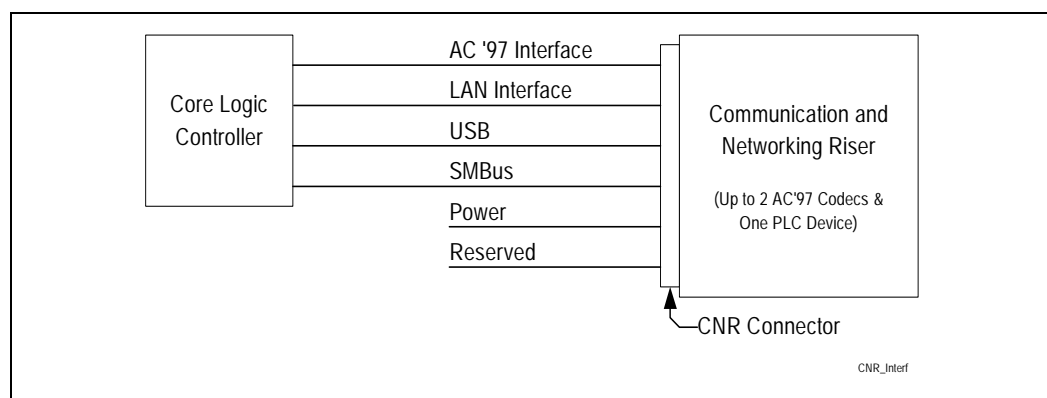 AC '97 Interface
LAN Interface
Core Logic
Controller
USB
SMBus
Power
Reserved
Communication and
Networking Riser
(Up to 2 AC'97 Codecs &
One PLC Device)
CNR Connector
CNR_Interf